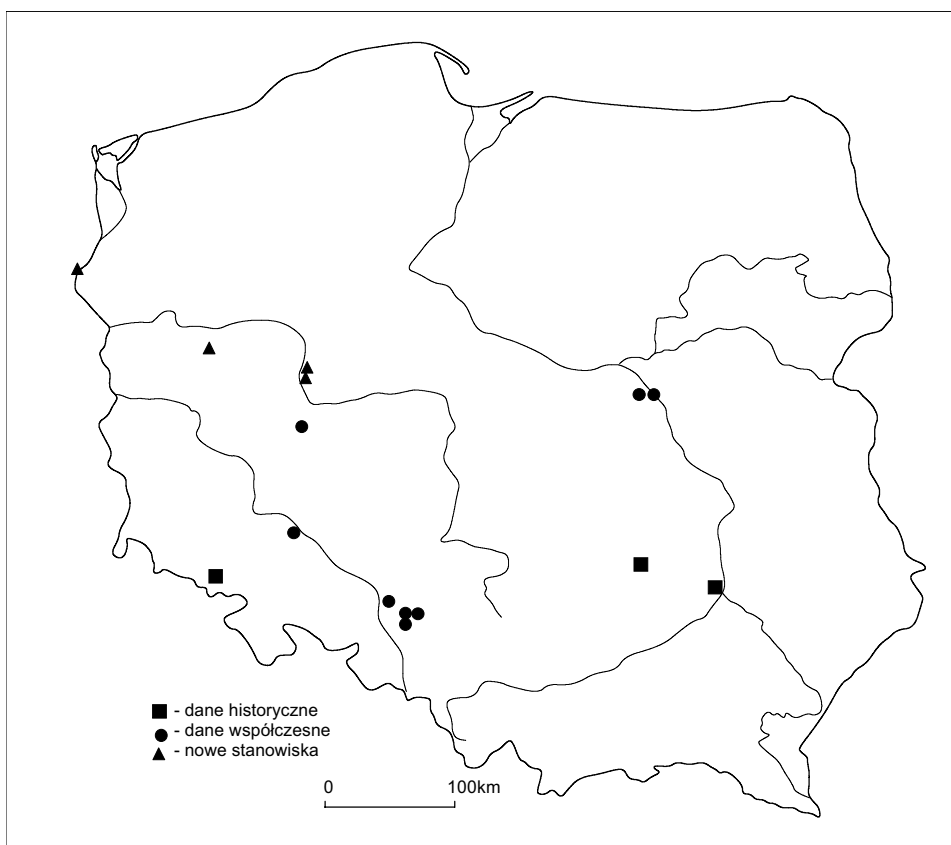 - dane historyczne
- dane współczesne
- nowe stanowiska
0 100km